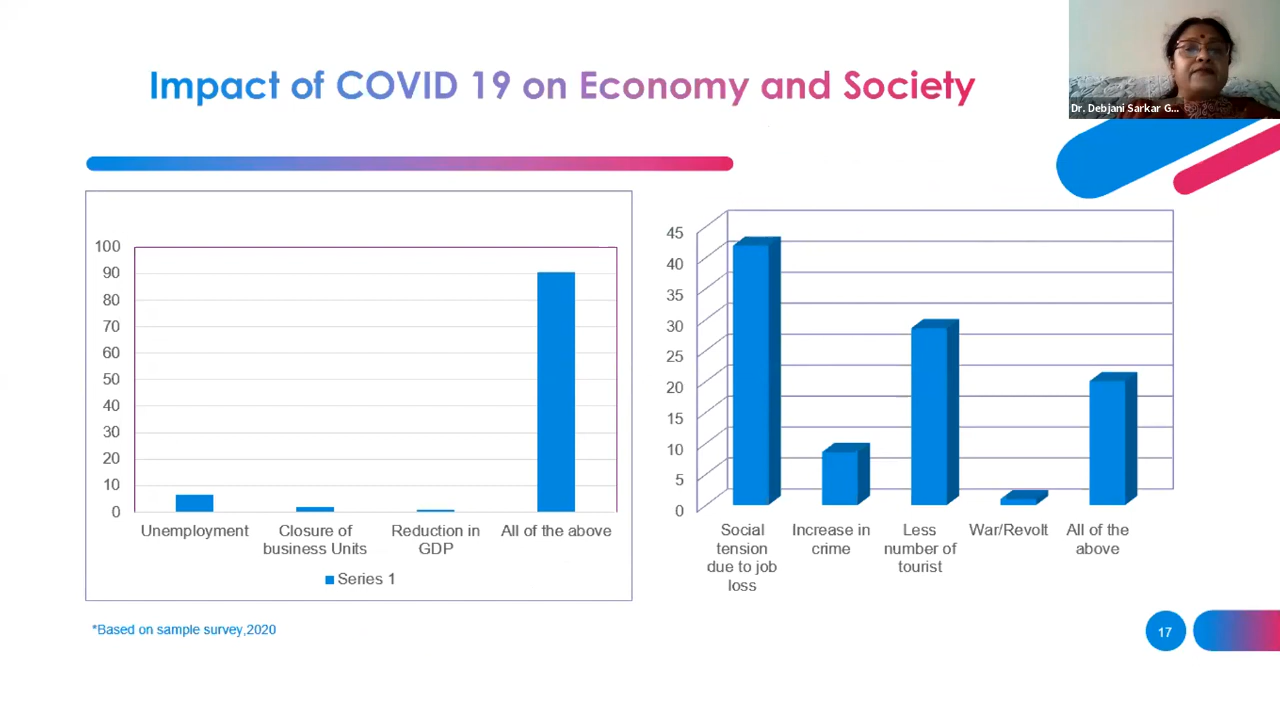 Impact of COVID 19 on Economy and Society
Dr. Debjani Sarkar G...
100
90
80
70
60
50
40
30
20
10
0
Unemployment
Closure of
business Units
Reduction in
GDP
All of the above
Series 1
45
40
35
30
25
20
15
10
5
0
Social
tension
due to job
loss
Increase in
crime
Less
number of
tourist
War/Revolt
All of the
above
*Based on sample survey,2020
17